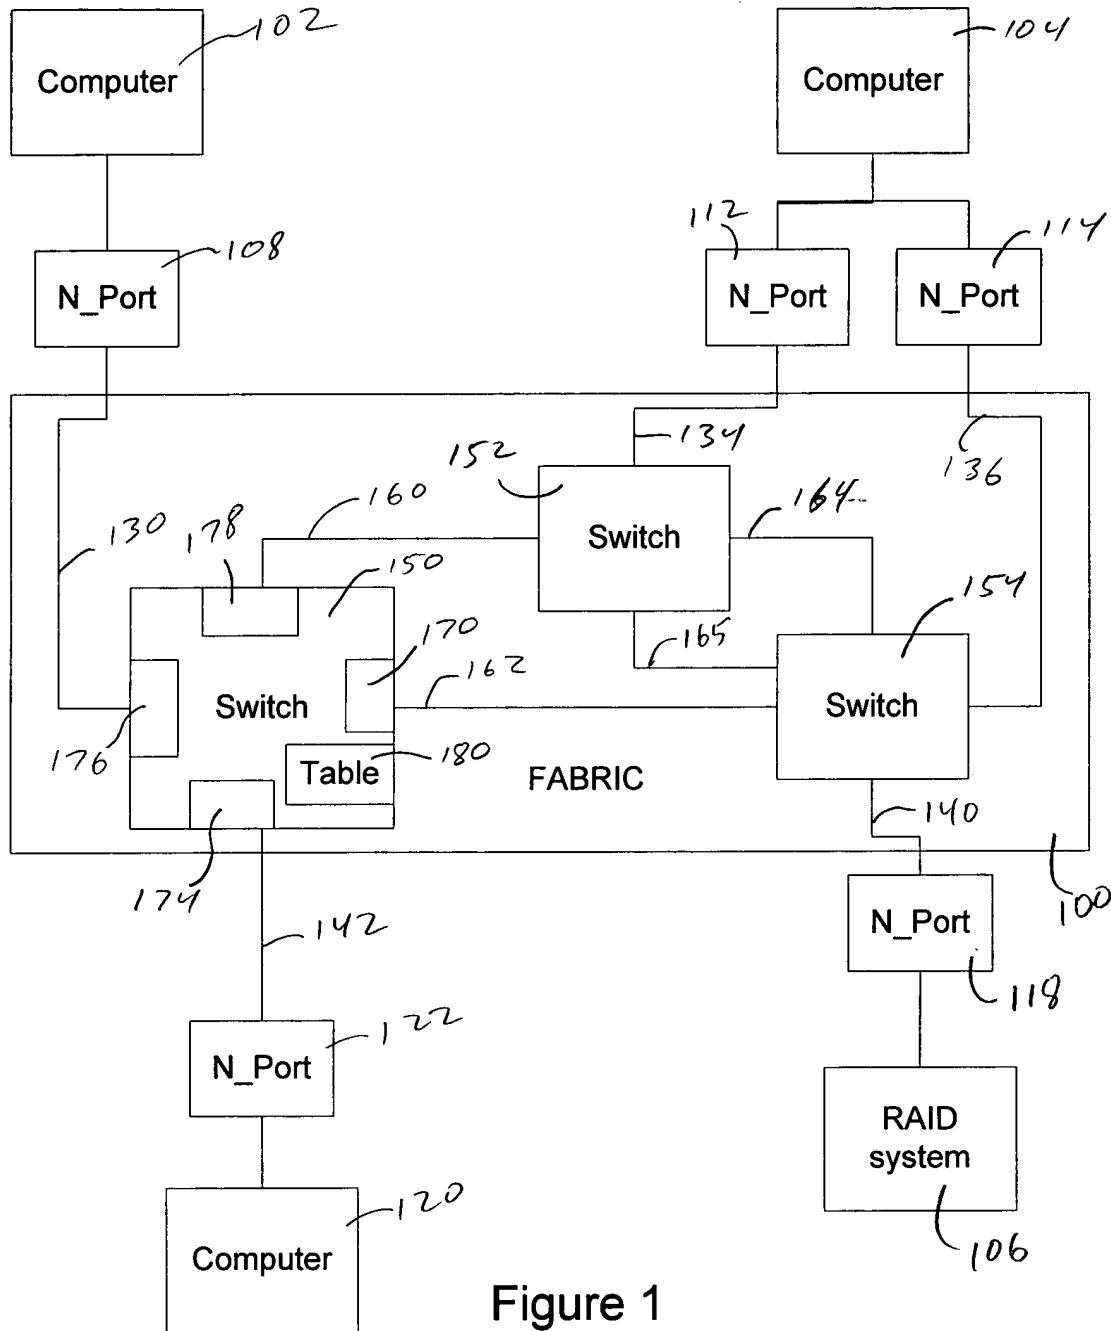 102
Computer
104
Computer
108
N_Port
112
N_Port
114
N_Port
134
136
152
Switch
160
164
130
178
150
154
Switch
170
165
162
Switch
176
180
Table
FABRIC
140
174
142
100
N_Port
118
122
N_Port
RAID
system
120
Computer
106
Figure 1